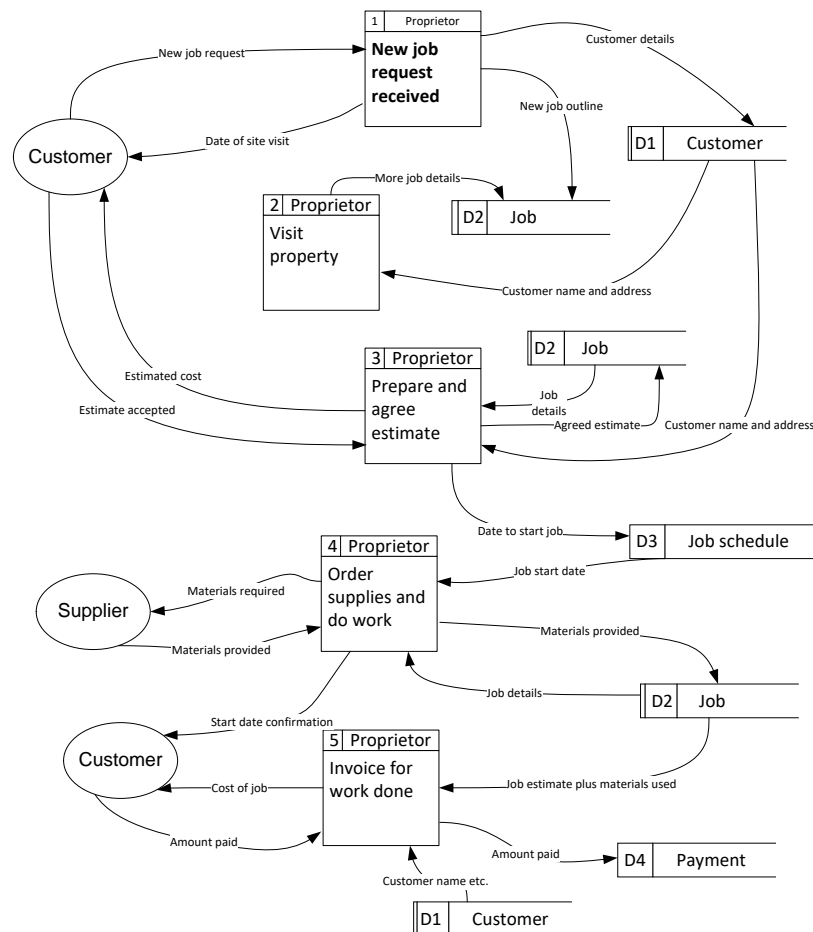 1 Proprietor
New job
request
received
New job request
Customer details
New job outline
Date of site visit
Customer
D1 Customer
More job details
2 Proprietor
Visit
property
D2 Job
Customer name and address
D2 Job
3 Proprietor
Prepare and
agree
estimate
Estimated cost
Job
details
Estimate accepted
Agreed estimate
Customer name and address
Date to start job
D3 Job schedule
4 Proprietor
Order
supplies and
do work
Job start date
Materials required
Supplier
Materials provided
Materials provided
Job details
D2 Job
Start date confirmation
5 Proprietor
Invoice for
work done
Customer
Cost of job
Job estimate plus materials used
Amount paid
Amount paid
D4 Payment
Customer name etc.
D1 Customer